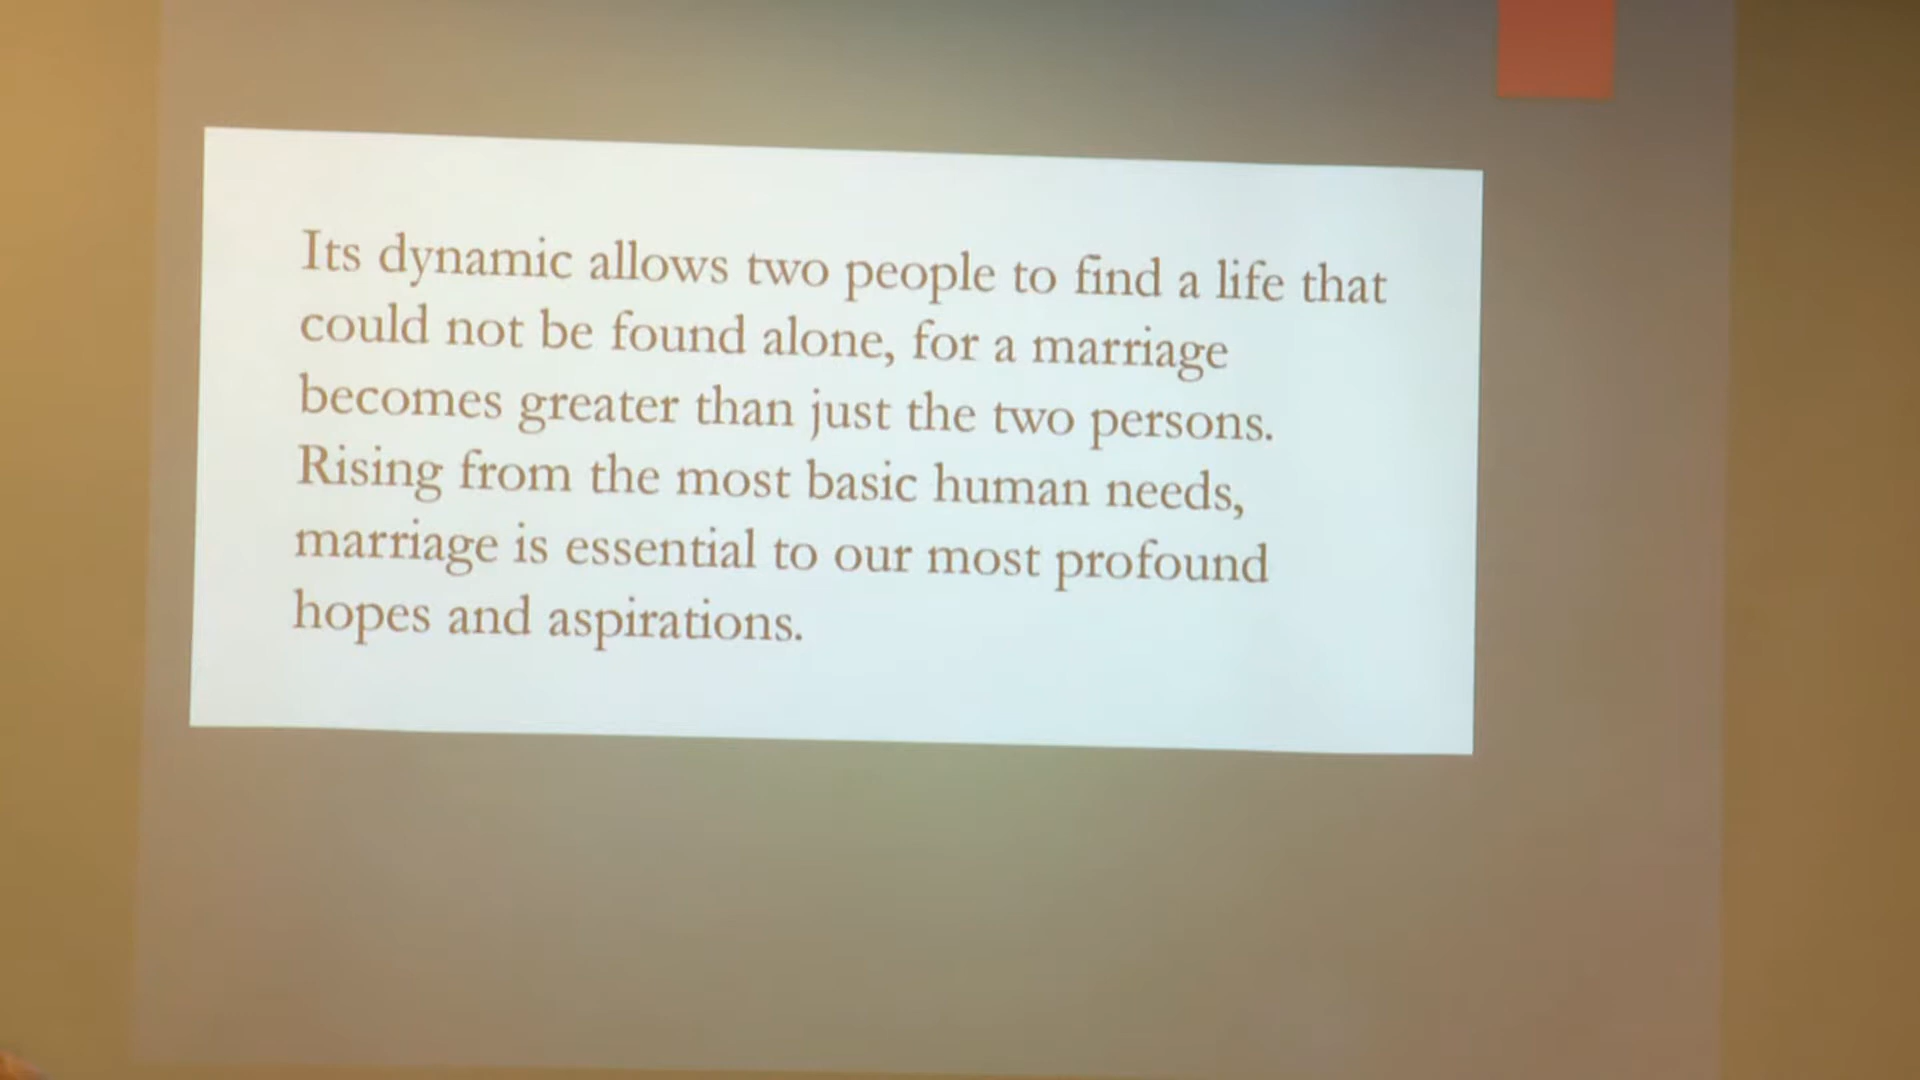 Its dynamic allows two people to find a life that
could not be found alone, for a marriage
becomes greater than just the two persons.
Rising from the most basic human needs,
marriage is essential to our most profound
hopes and aspirations.